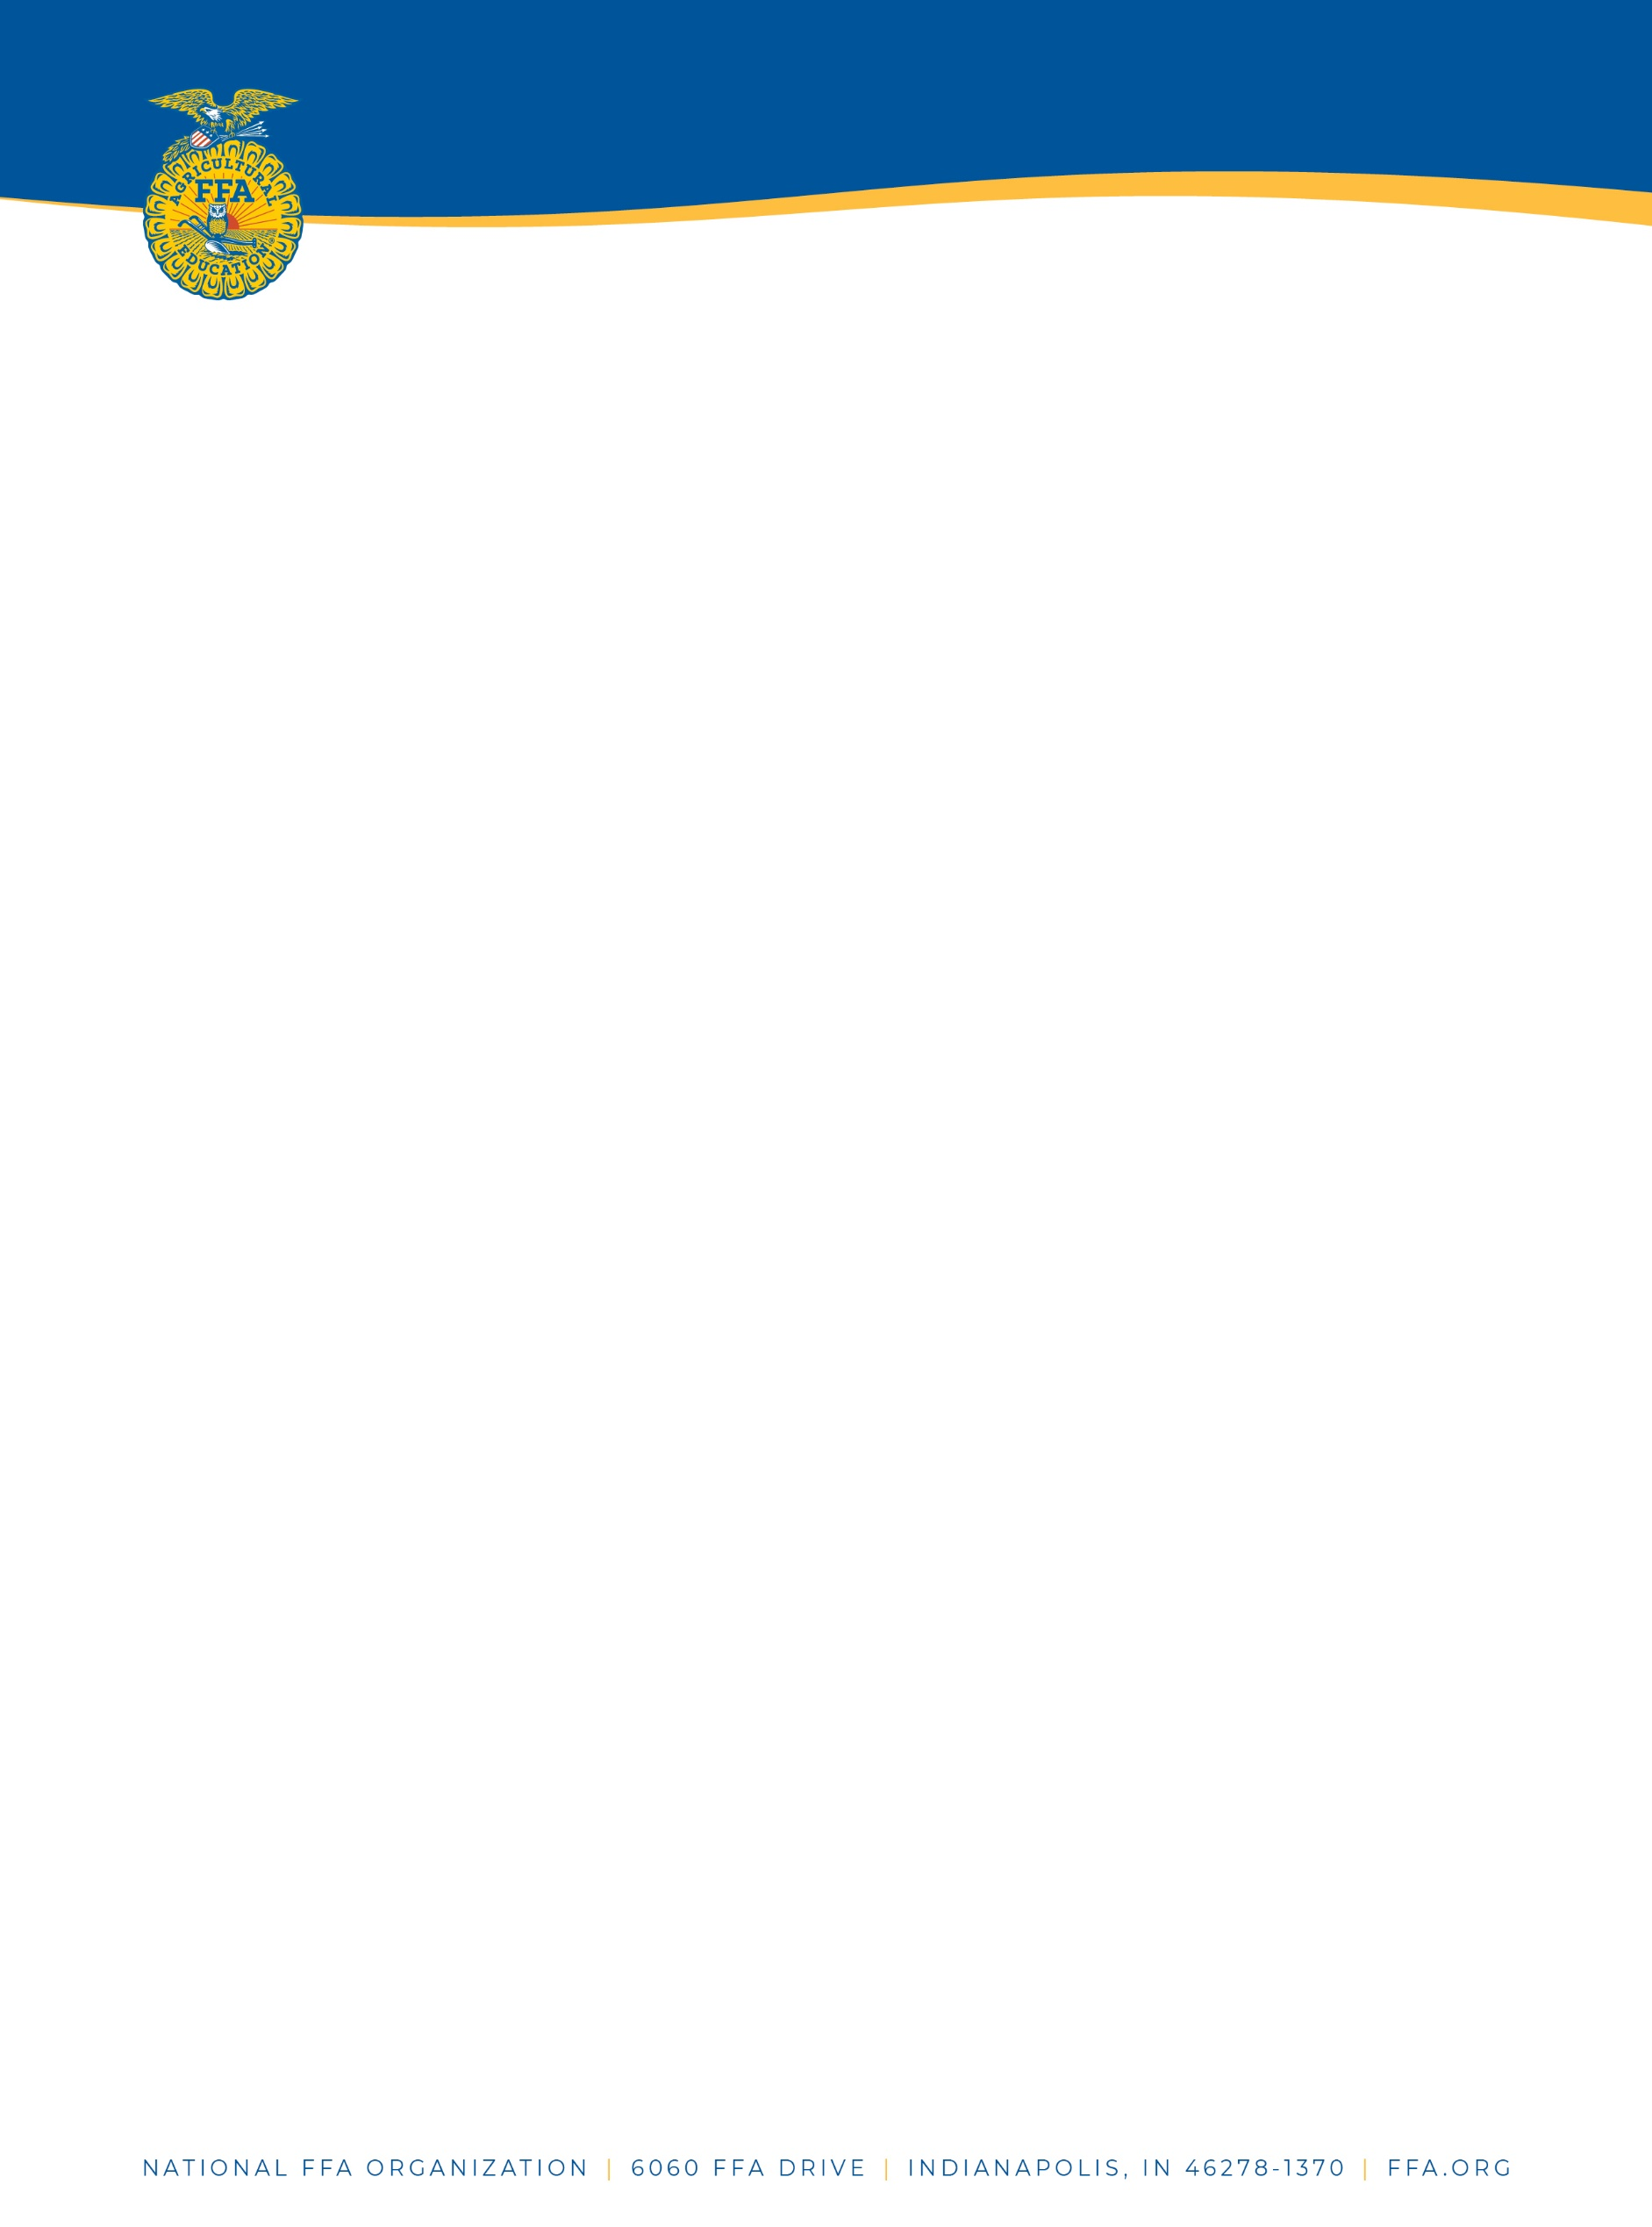 AGRICULTURAL
FFA
EDUCATION
NATIONAL FFA ORGANIZATION | 6060 FFA DRIVE | INDIANAPOLIS, IN 46278-1370 | FFA.ORG